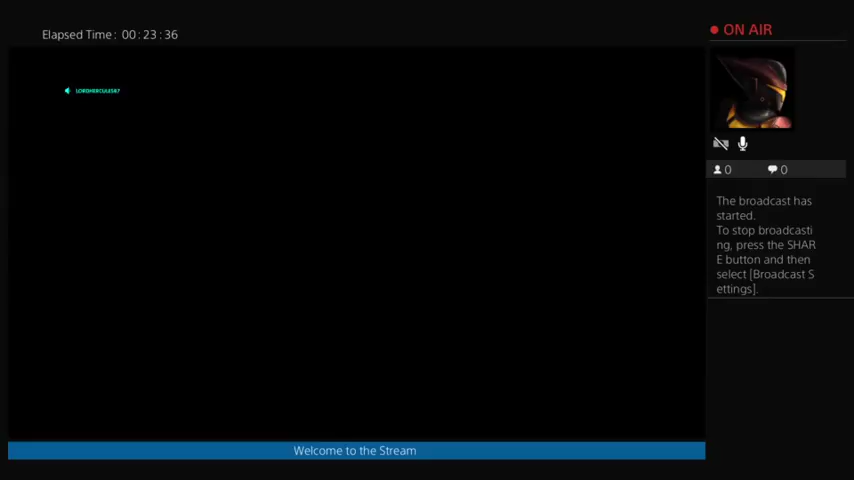 Elapsed Time: 00:23:36
ON AIR
LORDHERCULES87
0 0
The broadcast has
started.
To stop broadcasti
ng, press the SHAR
E button and then
select [Broadcast S
ettings].
Welcome to the Stream